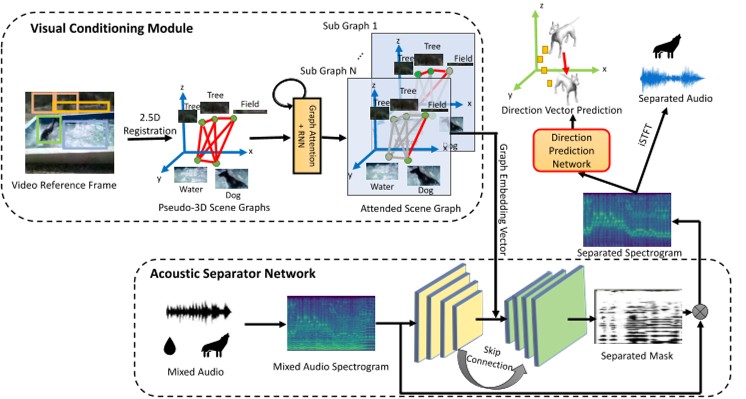 Visual Conditioning Module
Sub Graph 1
Sub Graph N
...
Video Reference Frame
2.5D
Registration
z
Tree
Tree
Field
x
y
Water
Dog
Pseudo-3D Scene Graphs
Graph Attention
+ RNN
z
Tree
Tree
x
z
Tree
Tree
Field
x
y
Water
Dog
Attended Scene Graph
Graph Embedding Vector
z
x
y
Direction Vector Prediction
Direction
Prediction
Network
Separated Audio
iSTFT
Separated Spectrogram
Acoustic Separator Network
Mixed Audio
Mixed Audio Spectrogram
Skip
Connection
Separated Mask